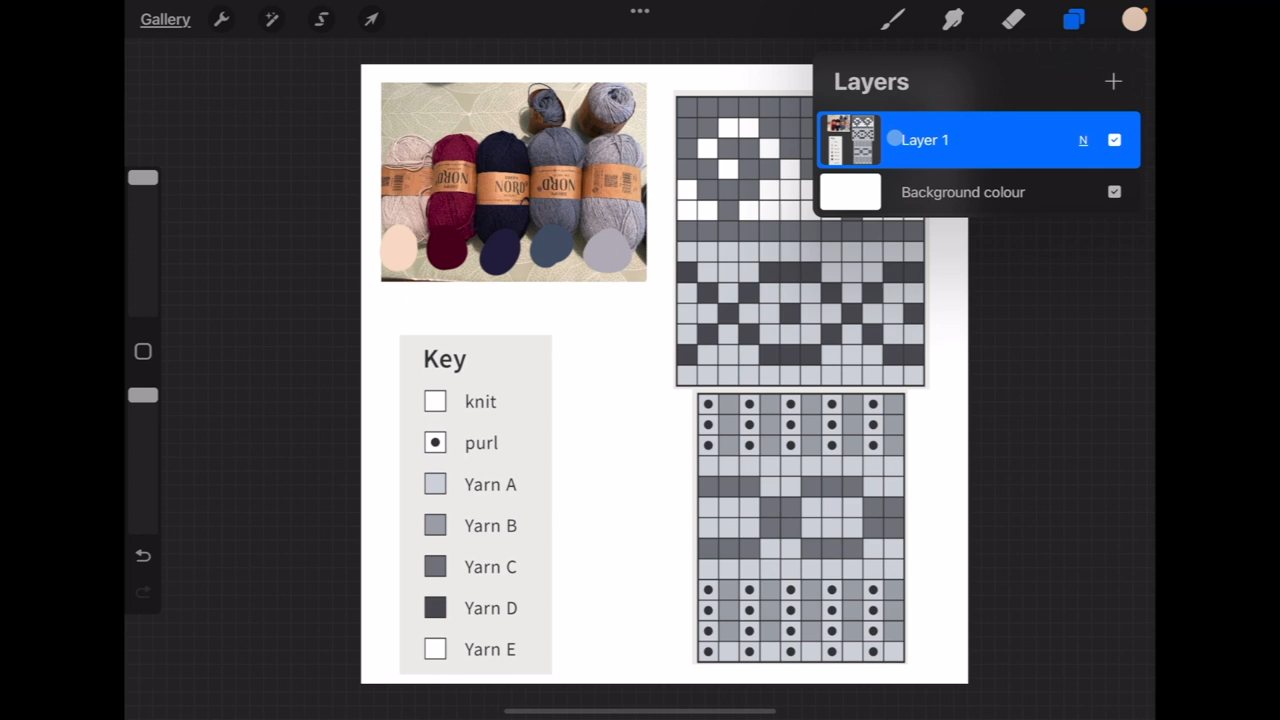 Gallery
Layers
Layer 1
N
Background colour
NORD
NORD
NORD
Key
knit
purl
Yarn A
Yarn B
Yarn C
Yarn D
Yarn E